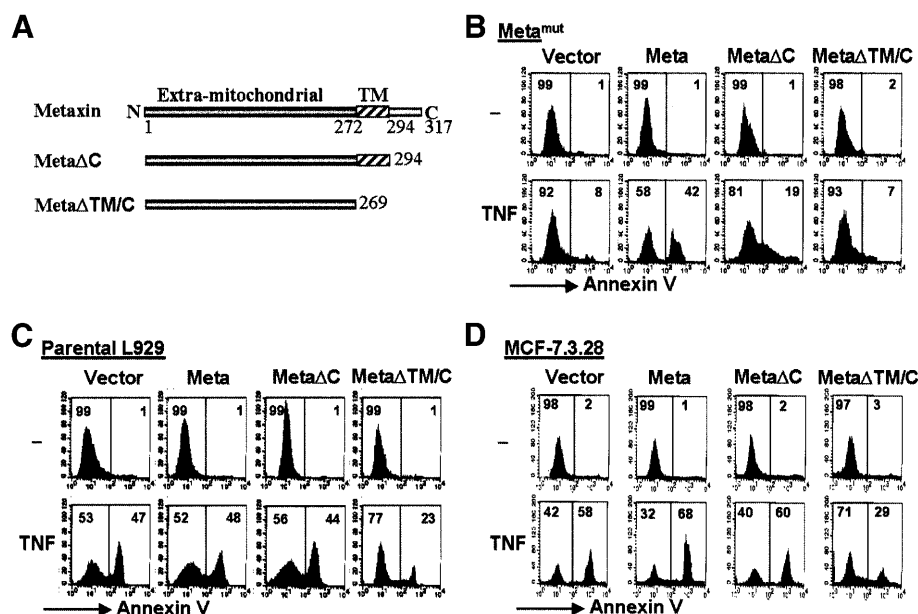 A
Extra-mitochondrial TM
Metaxin N C
1 272 294 317
MetaΔC 294
MetaΔTM/C 269
B Meta^mut
Vector Meta MetaΔC MetaΔTM/C
– 99 1 99 1 99 1 98 2
TNF 92 8 58 42 81 19 93 7
Annexin V
C Parental L929
Vector Meta MetaΔC MetaΔTM/C
– 99 1 99 1 99 1 99 1
TNF 53 47 52 48 56 44 77 23
Annexin V
D MCF-7.3.28
Vector Meta MetaΔC MetaΔTM/C
– 98 2 99 1 98 2 97 3
TNF 42 58 32 68 40 60 71 29
Annexin V